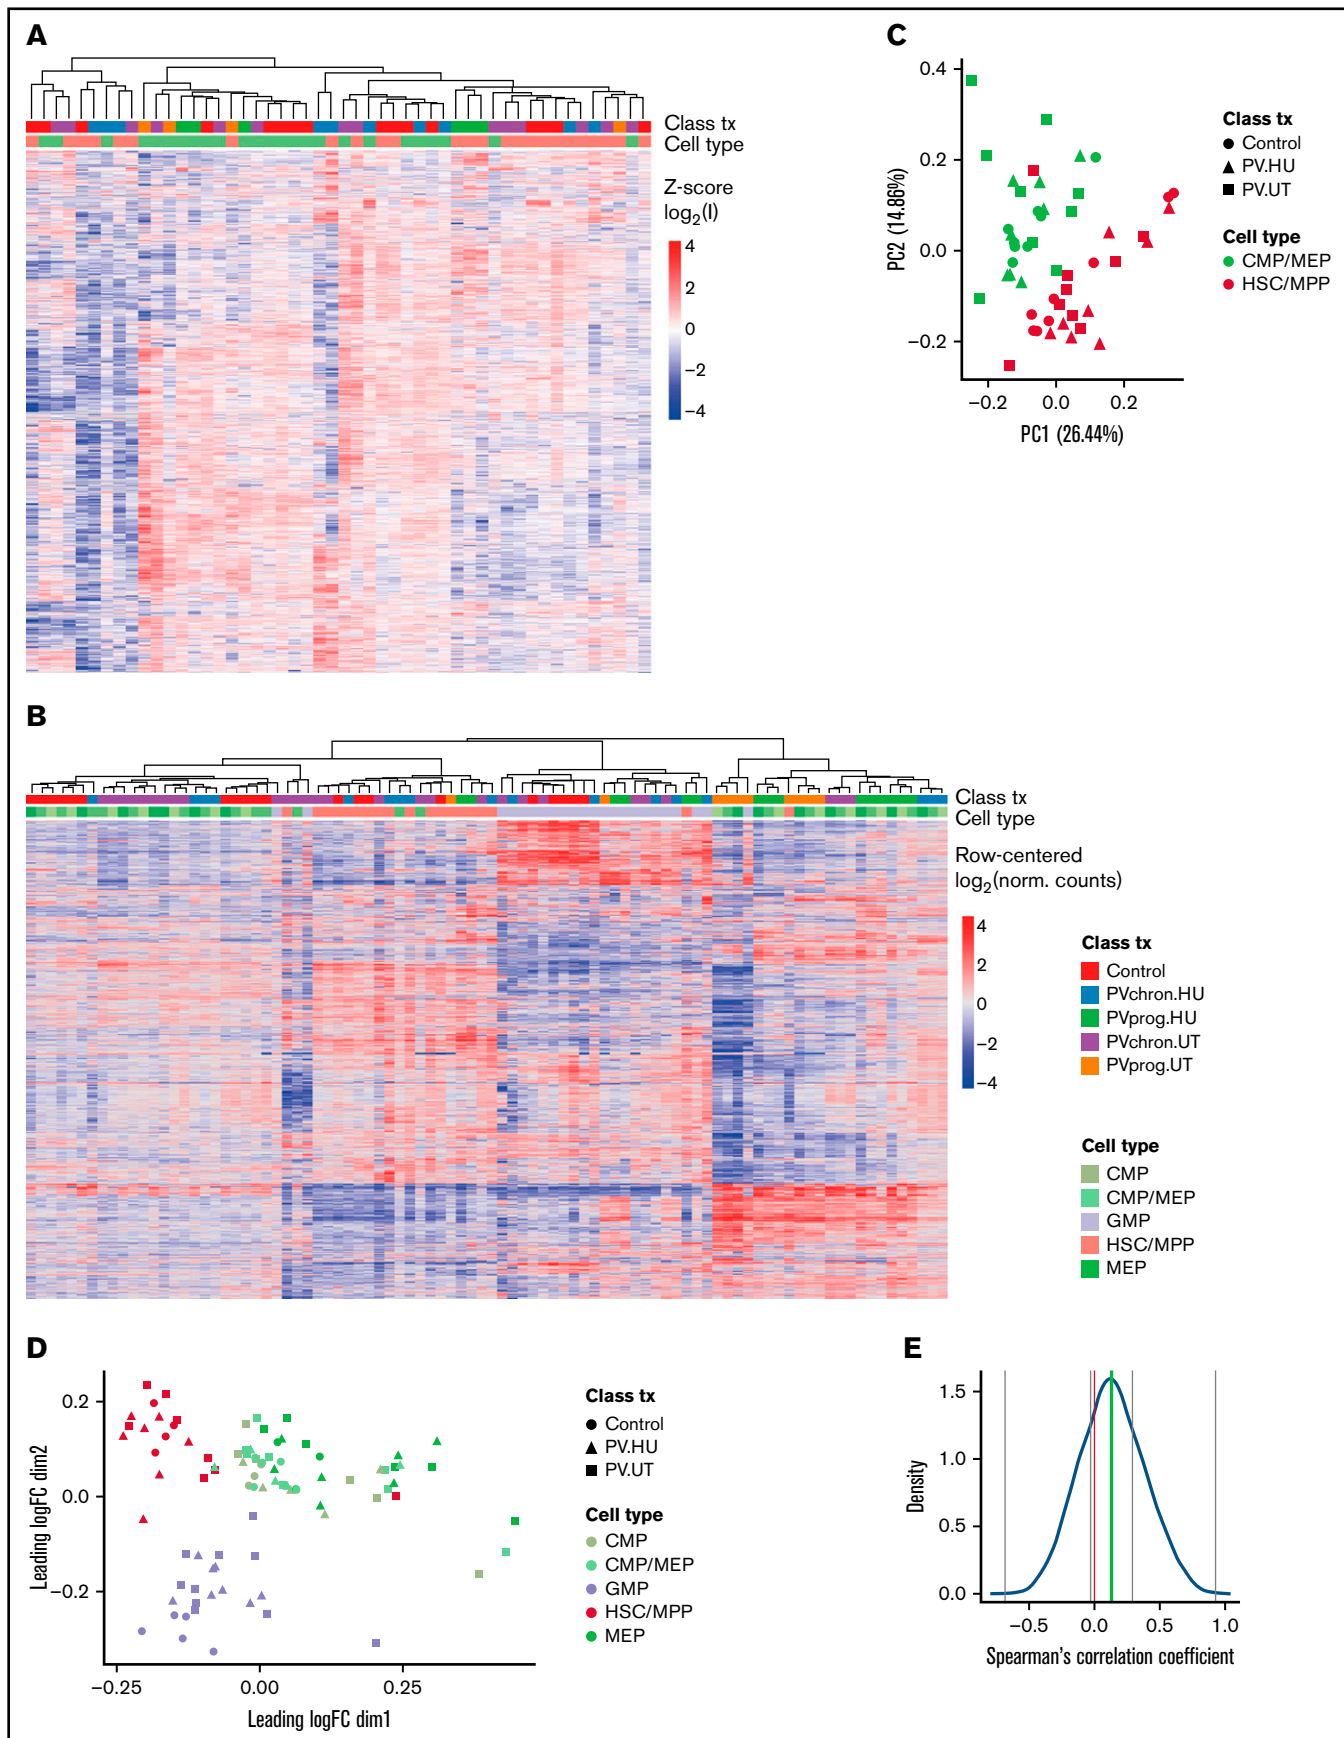 A
Class tx
Cell type
Z-score
log2(I)
4
2
0
−2
−4
C
0.4
0.2
0.0
−0.2
PC2 (14.86%)
−0.2
0.0
0.2
PC1 (26.44%)
Class tx
Control
PV.HU
PV.UT
Cell type
CMP/MEP
HSC/MPP
B
Class tx
Cell type
Row-centered
log2(norm. counts)
4
2
0
−2
−4
Class tx
Control
PVchron.HU
PVprog.HU
PVchron.UT
PVprog.UT
Cell type
CMP
CMP/MEP
GMP
HSC/MPP
MEP
D
0.2
0.0
−0.2
Leading logFC dim2
−0.25
0.00
0.25
Leading logFC dim1
Class tx
Control
PV.HU
PV.UT
Cell type
CMP
CMP/MEP
GMP
HSC/MPP
MEP
E
1.5
1.0
0.5
0.0
Density
−0.5
0.0
0.5
1.0
Spearman's correlation coefficient